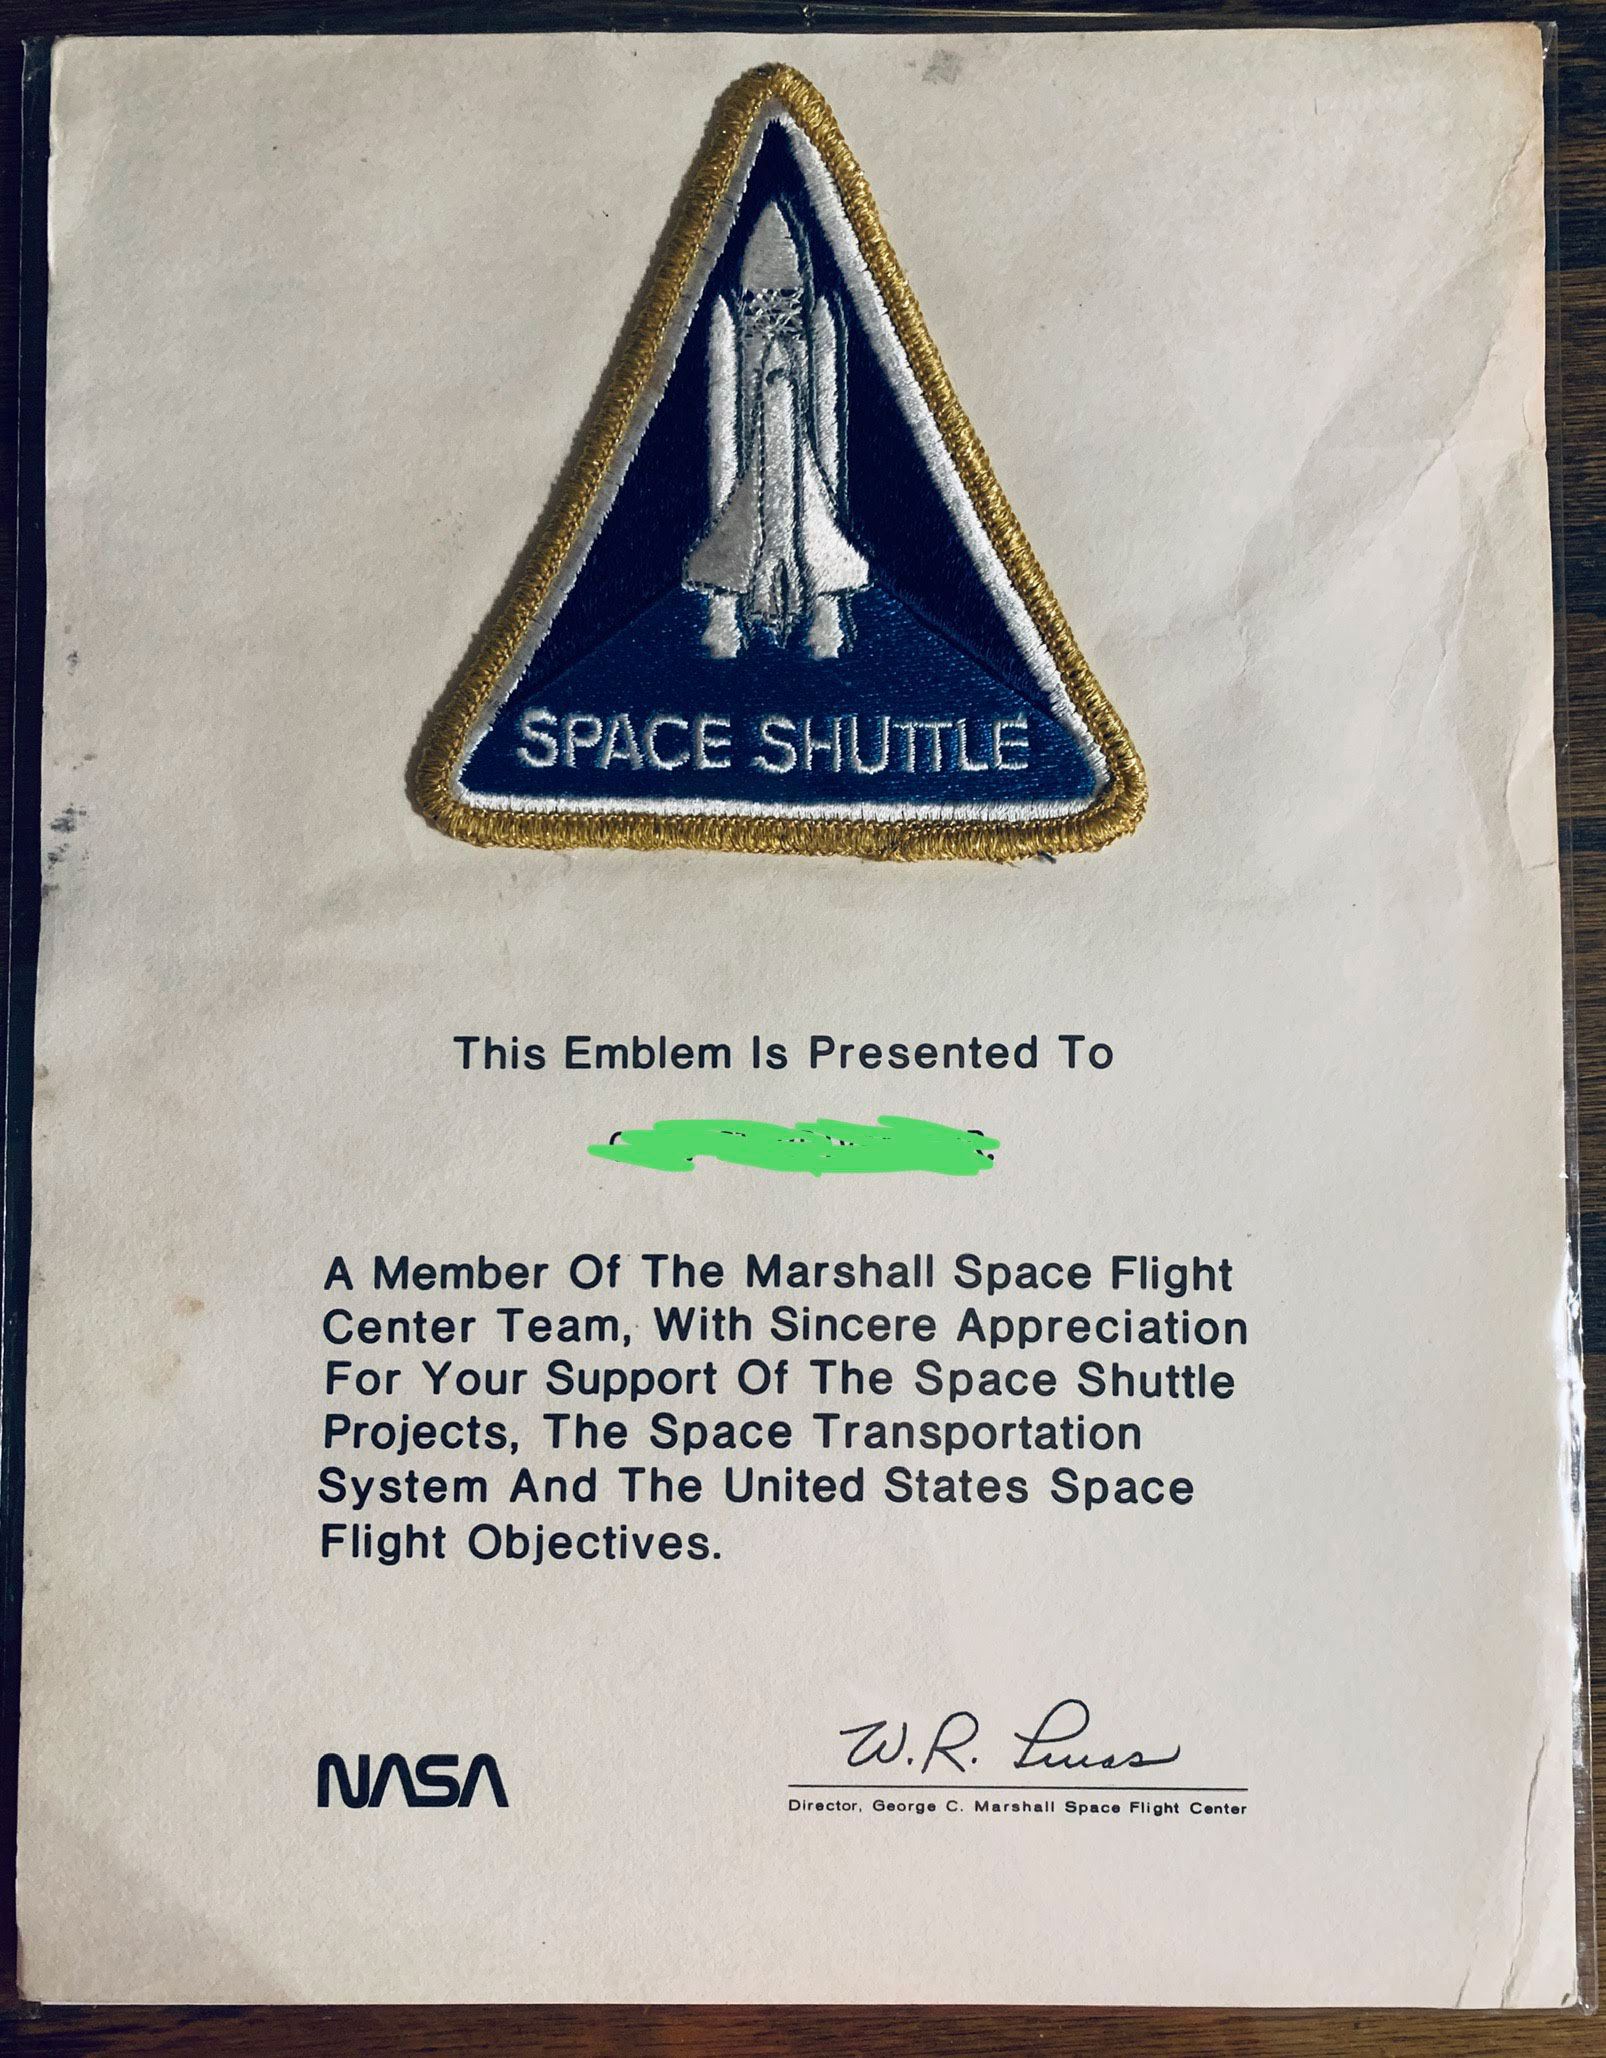 SPACE SHUTTLE
This Emblem Is Presented To
A Member Of The Marshall Space Flight
Center Team, With Sincere Appreciation
For Your Support Of The Space Shuttle
Projects, The Space Transportation
System And The United States Space
Flight Objectives.
NASA
W.R. Lucas
Director, George C. Marshall Space Flight Center